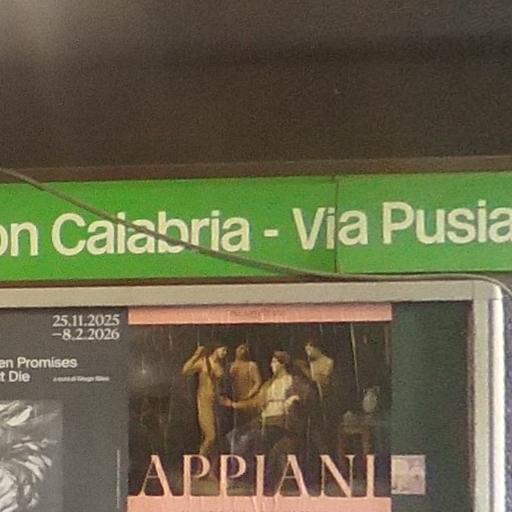 on Calabria - Via Pusia
25.11.2025
–8.2.2026
en Promises
t Die
APPIANI